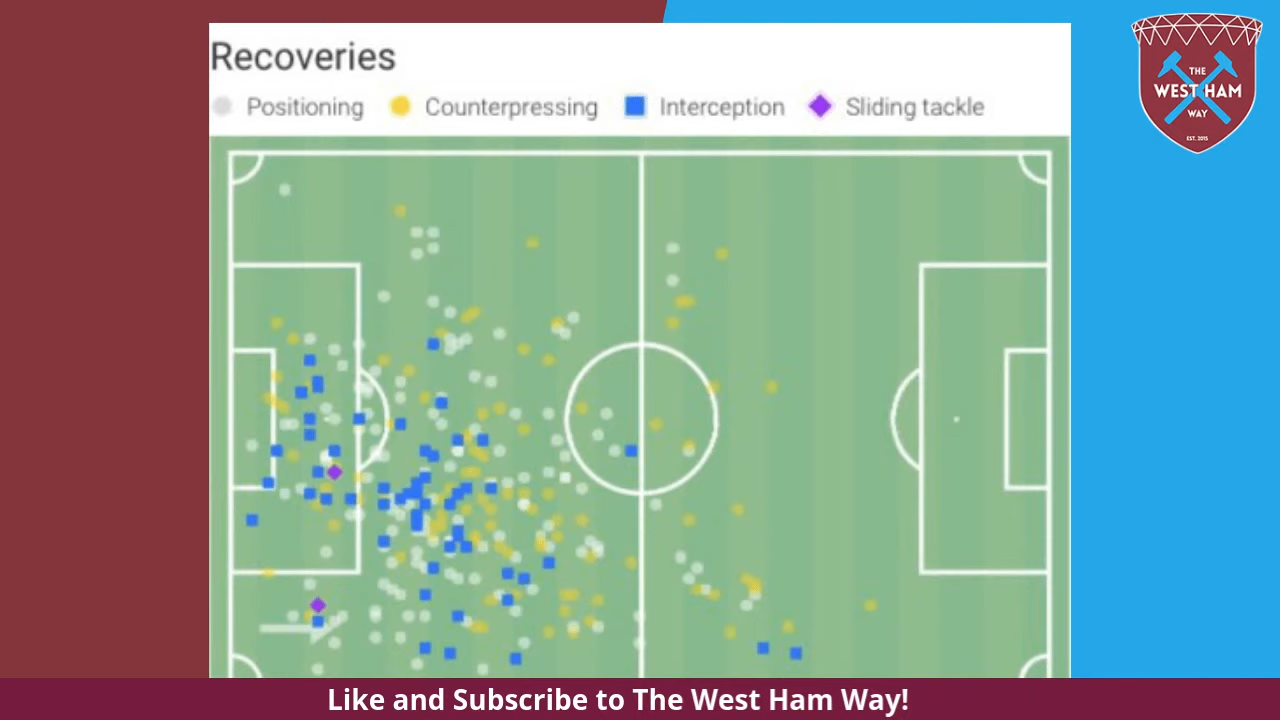 Recoveries
Positioning Counterpressing Interception Sliding tackle
THE
WEST HAM
WAY
EST. 2015
Like and Subscribe to The West Ham Way!